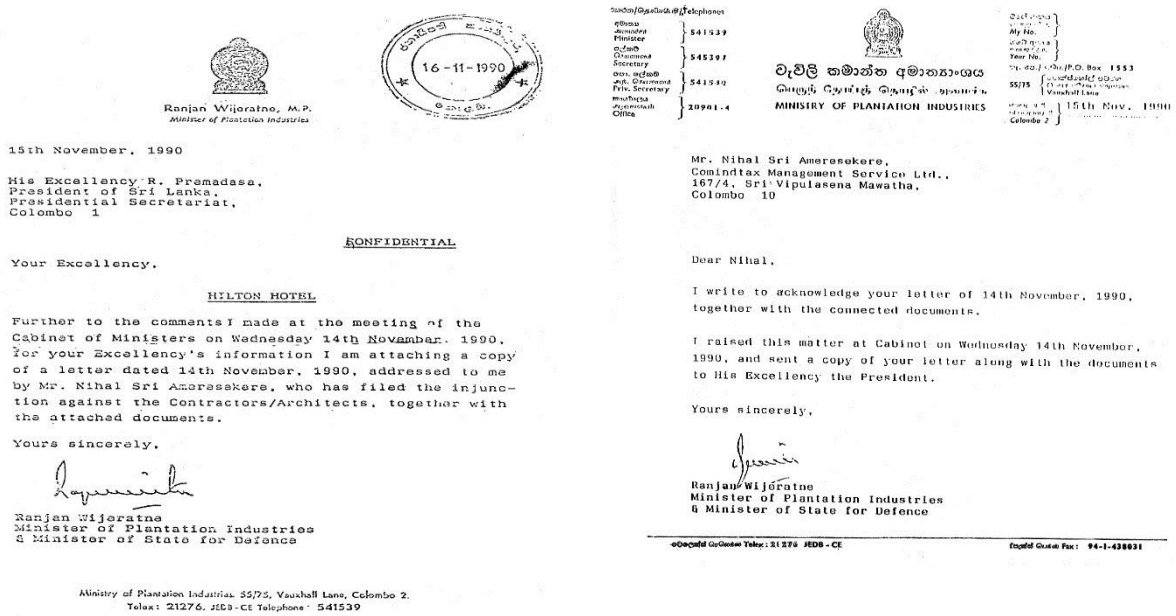 Ranjan Wijeratne, M.P.
Minister of Plantation Industries
16-11-1990
15th November, 1990
His Excellency R. Premadasa,
President of Sri Lanka,
Presidential Secretariat,
Colombo 1
CONFIDENTIAL
Your Excellency,
HILTON HOTEL
Further to the comments I made at the meeting of the
Cabinet of Ministers on Wednesday 14th November. 1990,
for your Excellency's information I am attaching a copy
of a letter dated 14th November, 1990, addressed to me
by Mr. Nihal Sri Ameresekere, who has filed the injunc-
tion against the Contractors/Architects, together with
the attached documents.
Yours sincerely,
Ranjan Wijeratne
Minister of Plantation Industries
& Minister of State for Defence
Ministry of Plantation Industries 55/75, Vauxhall Lane, Colombo 2.
Telex: 21276, JEDB-CE Telephone: 541539
Telephones
Minister 541539
Secretary 545397
Priv. Secretary
Office 20901-4
වැවිලි කමාන්ත අමාත්‍යාංශය
MINISTRY OF PLANTATION INDUSTRIES
My No.
Your No.
P.O. Box 1553
55/75 Vauxhall Lane
Colombo 2
15th Nov. 1990
Mr. Nihal Sri Ameresekere,
Comindtax Management Service Ltd.,
167/4, Sri Vipulasena Mawatha,
Colombo 10
Dear Nihal,
I write to acknowledge your letter of 14th November, 1990,
together with the connected documents.
I raised this matter at Cabinet on Wednesday 14th November,
1990, and sent a copy of your letter along with the documents
to His Excellency the President.
Yours sincerely,
Ranjan Wijeratne
Minister of Plantation Industries
& Minister of State for Defence
Telex: 21276 JEDB-CE
Fax: 94-1-438031